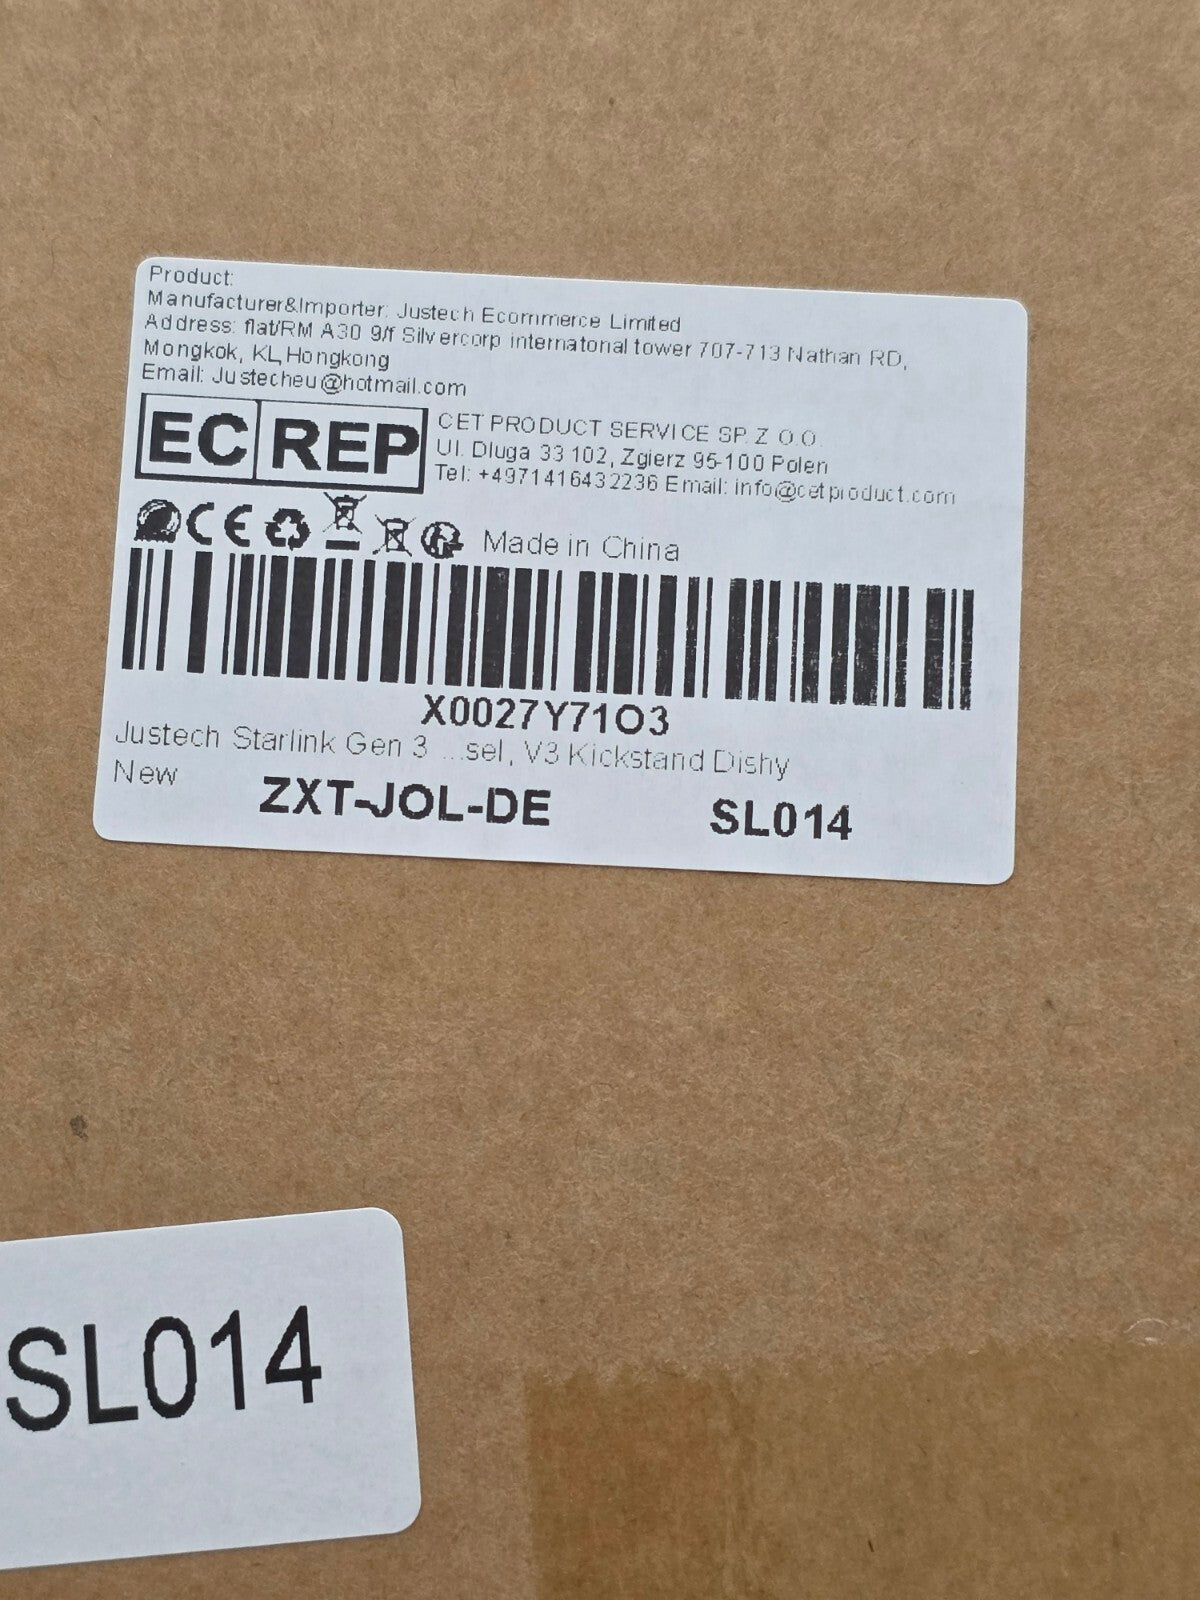 Product:
Manufacturer&Importer: Justech Ecommerce Limited
Address: flat/RM A30 9/f Silvercorp internatonal tower 707-713 Nathan RD,
Mongkok, KL, Hongkong
Email: Justecheu@hotmail.com
EC REP
CET PRODUCT SERVICE SP. Z O.O.
Ul. Dluga 33 102, Zgierz 95-100 Polen
Tel: +4971416432236 Email: info@cetproduct.com
CE Made in China
X0027Y71O3
Justech Starlink Gen 3 ...sel, V3 Kickstand Dishy
New
ZXT-JOL-DE SL014
SL014